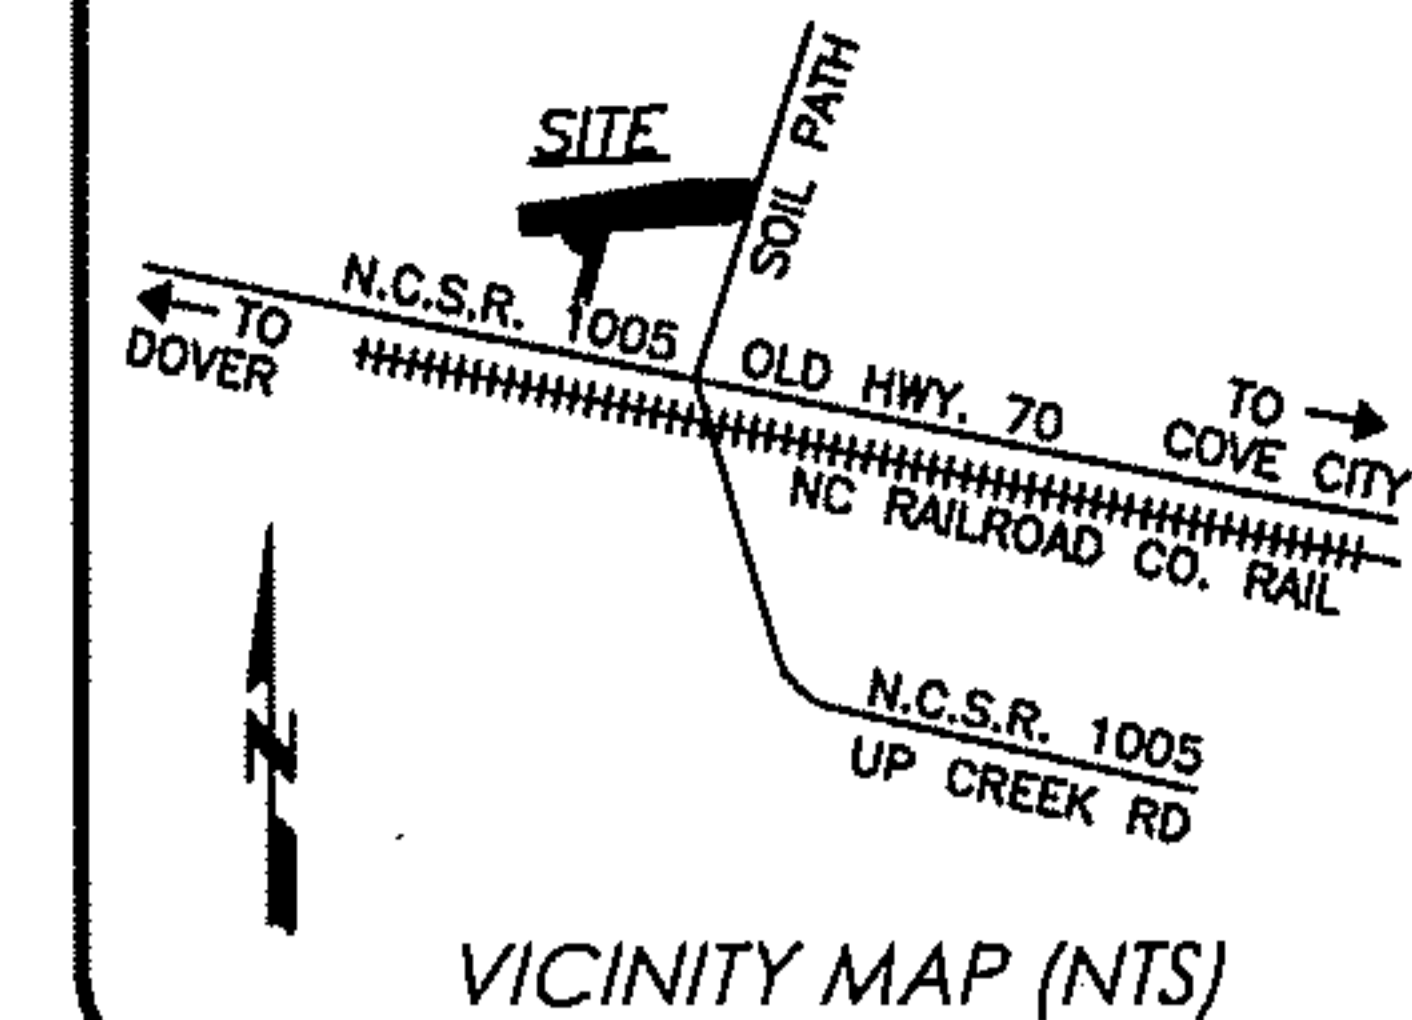 SITE
SOIL PATH
N.C.S.R. 1005
OLD HWY. 70
TO
DOVER
TO
COVE CITY
NC RAILROAD CO. RAIL
N.C.S.R. 1005
UP CREEK RD
N
VICINITY MAP (NTS)